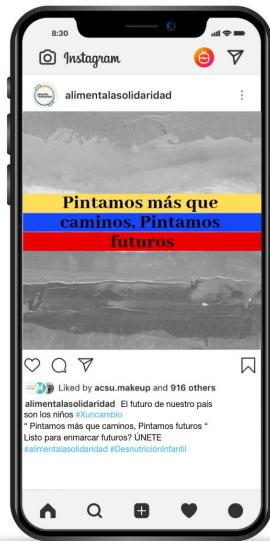 8:30
Instagram
alimentalasolidaridad
Pintamos más que
caminos, Pintamos
futuros
Liked by acsu.makeup and 916 others
alimentalasolidaridad El futuro de nuestro país
son los niños #Xuncambio
“ Pintamos más que caminos, Pintamos futuros “
Listo para enmarcar futuros? ÚNETE
#alimentalasolidaridad #DesnutriciónInfantil